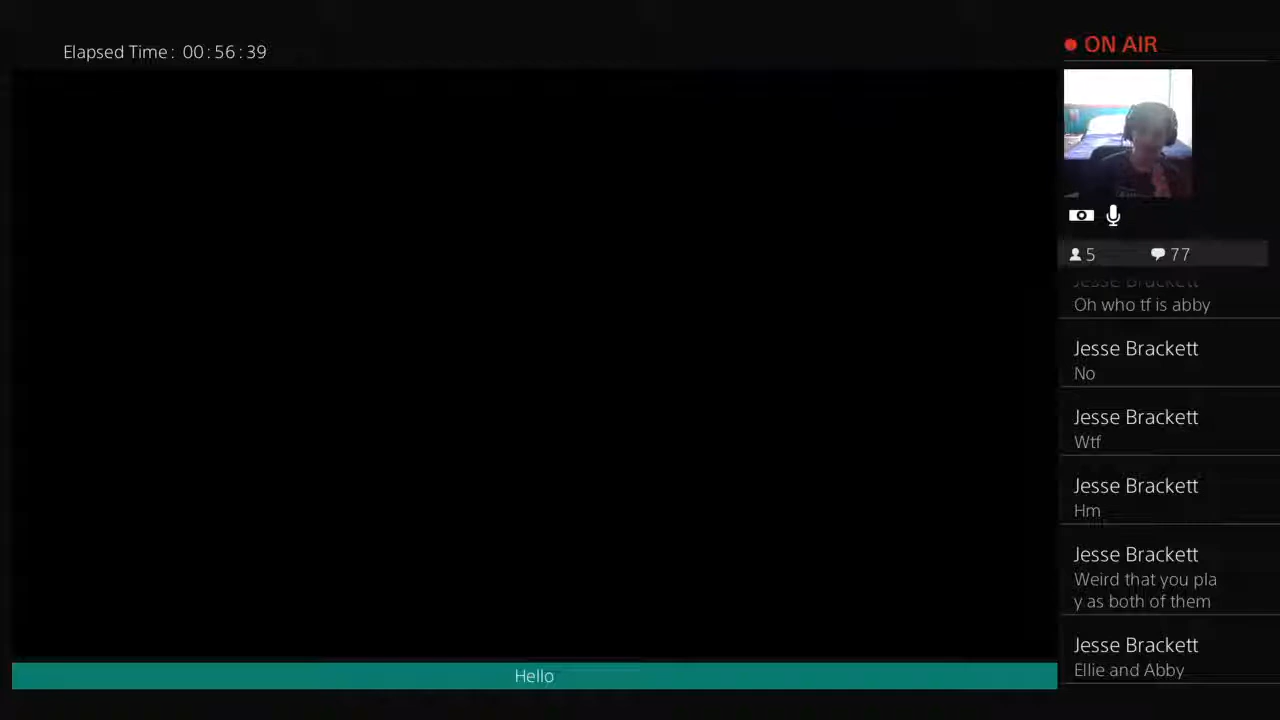 Elapsed Time: 00:56:39
ON AIR
5 77
Jesse Brackett
Oh who tf is abby
Jesse Brackett
No
Jesse Brackett
Wtf
Jesse Brackett
Hm
Jesse Brackett
Weird that you pla
y as both of them
Jesse Brackett
Ellie and Abby
Hello